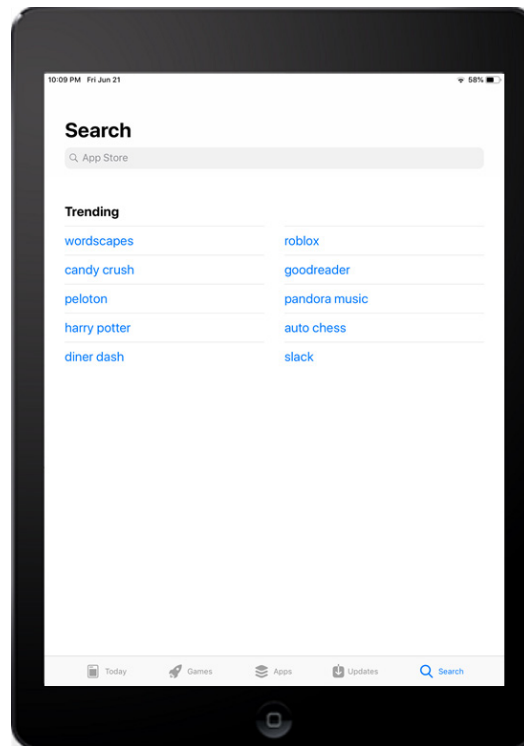 10:09 PM Fri Jun 21 58%
Search
App Store
Trending
wordscapes roblox
candy crush goodreader
peloton pandora music
harry potter auto chess
diner dash slack
Today Games Apps Updates Search